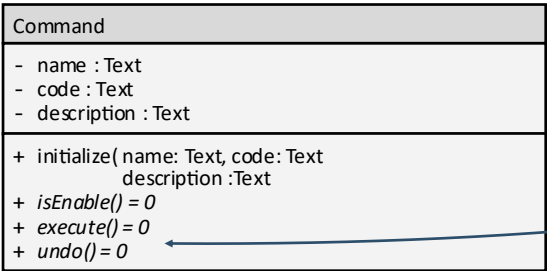 Command
- name : Text
- code : Text
- description : Text
+ initialize( name: Text, code: Text
description :Text
+ isEnable() = 0
+ execute() = 0
+ undo() = 0